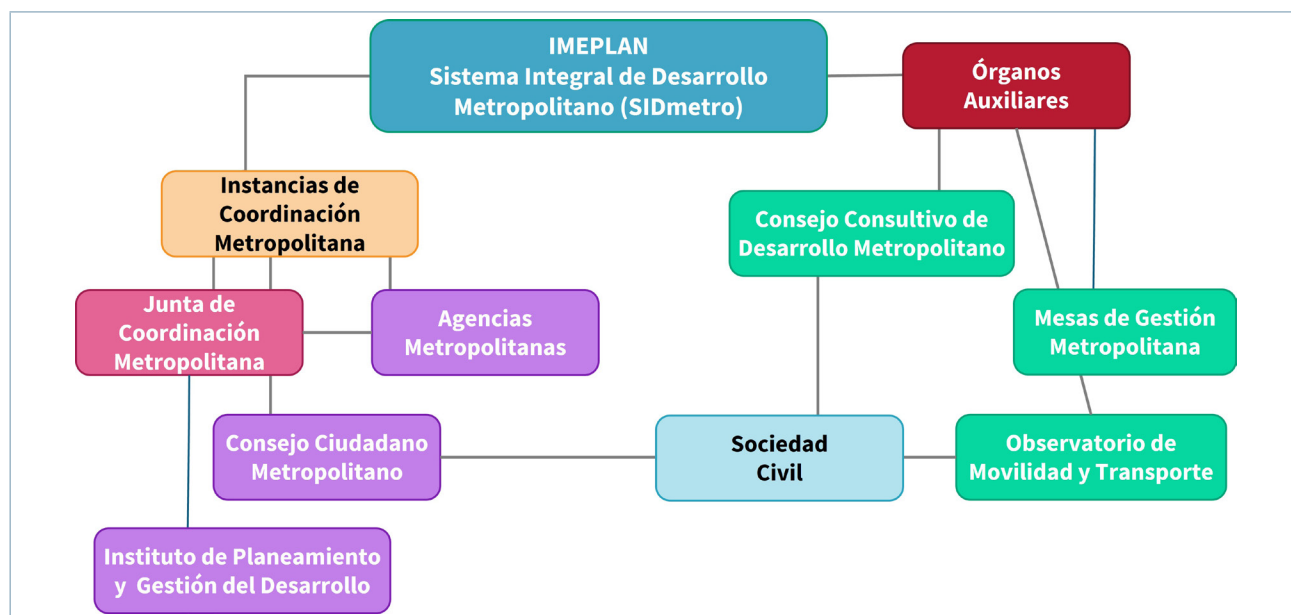 IMEPLAN
Sistema Integral de Desarrollo
Metropolitano (SIDmetro)
Órganos
Auxiliares
Instancias de
Coordinación
Metropolitana
Consejo Consultivo de
Desarrollo Metropolitano
Junta de
Coordinación
Metropolitana
Agencias
Metropolitanas
Mesas de Gestión
Metropolitana
Consejo Ciudadano
Metropolitano
Sociedad
Civil
Observatorio de
Movilidad y Transporte
Instituto de Planeamiento
y Gestión del Desarrollo